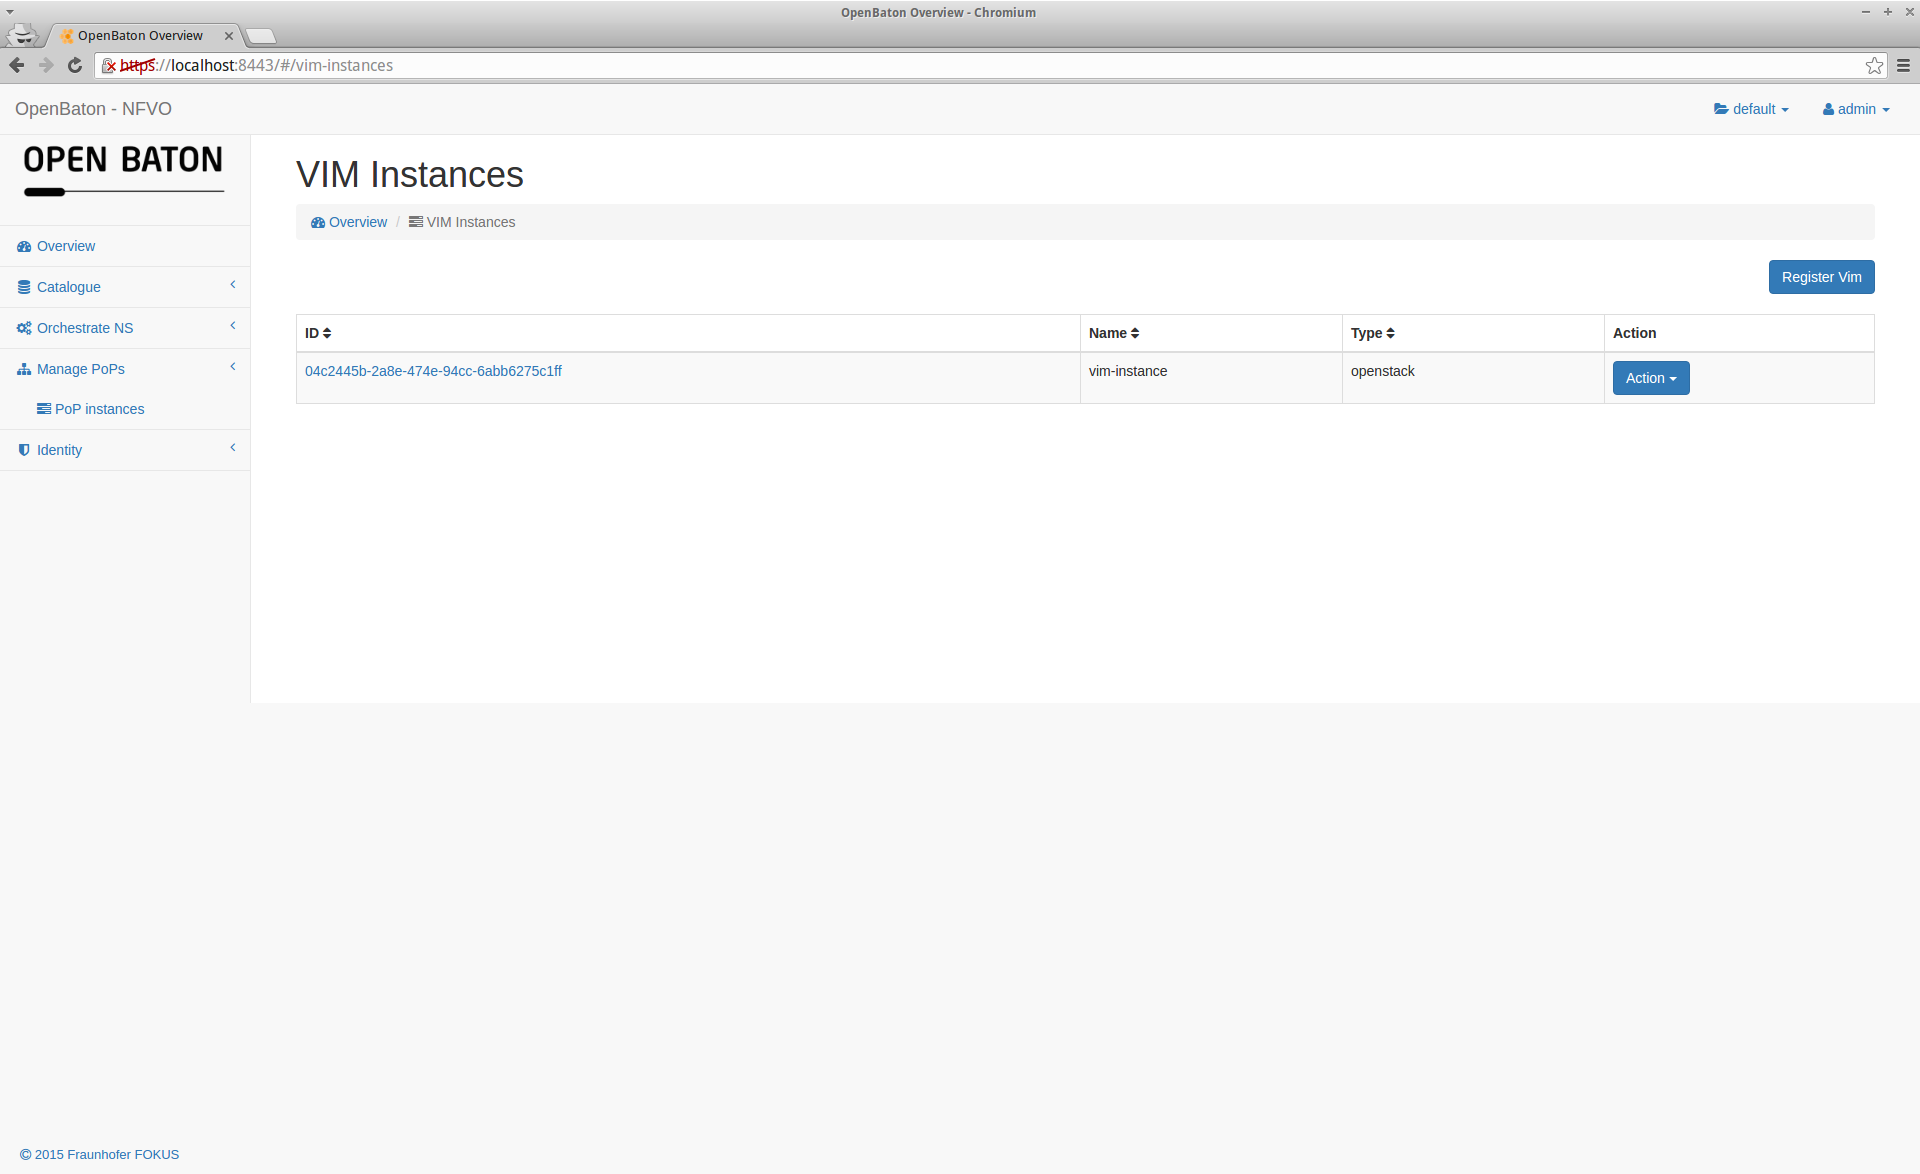 OpenBaton Overview - Chromium
OpenBaton Overview
https://localhost:8443/#/vim-instances
OpenBaton - NFVO
default
admin
OPEN BATON
VIM Instances
Overview / VIM Instances
Overview
Catalogue
Orchestrate NS
Manage PoPs
PoP instances
Identity
Register Vim
ID Name Type Action
04c2445b-2a8e-474e-94cc-6abb6275c1ff vim-instance openstack Action
© 2015 Fraunhofer FOKUS